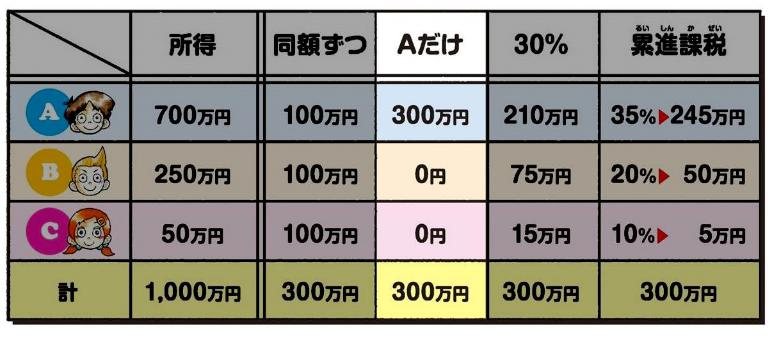 所得 同額ずつ Aだけ 30% 累進課税
るい しん か ぜい
A 700万円 100万円 300万円 210万円 35%▶245万円
B 250万円 100万円 0円 75万円 20%▶ 50万円
C 50万円 100万円 0円 15万円 10%▶ 5万円
計 1,000万円 300万円 300万円 300万円 300万円